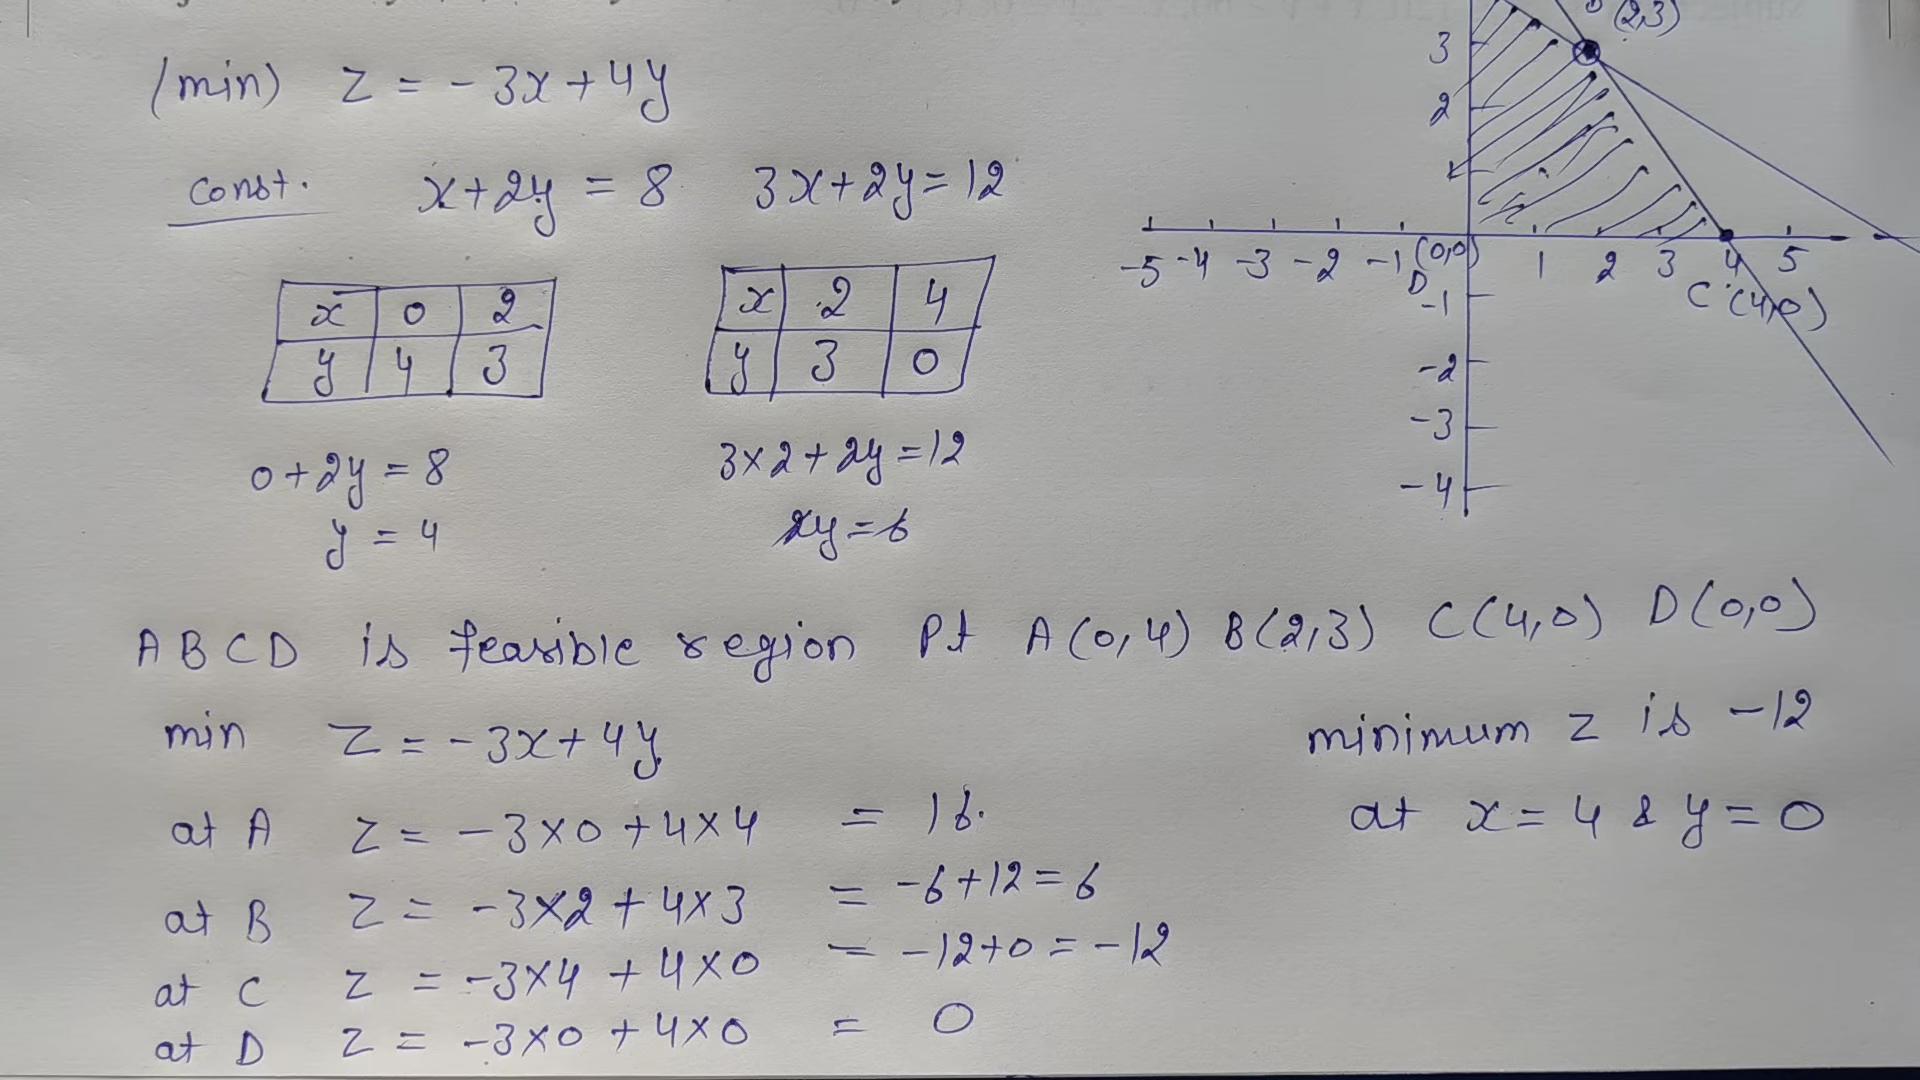 (min) z = -3x+4y
const. x+2y = 8 3x+2y=12
x 0 2
y 4 3
x 2 4
y 3 0
0+2y = 8
y = 4
3×2+2y=12
2y=6
(2,3)
3
2
-5 -4 -3 -2 -1 (0,0) 1 2 3 4 5
D
C (4,0)
-1
-2
-3
-4
ABCD is feasible region Pt A(0,4) B(2,3) C(4,0) D(0,0)
min z = -3x+4y
at A z = -3×0+4×4 = 16.
at B z = -3×2+4×3 = -6+12=6
at C z = -3×4+4×0 = -12+0=-12
at D z = -3×0+4×0 = 0
minimum z is -12
at x=4 & y=0